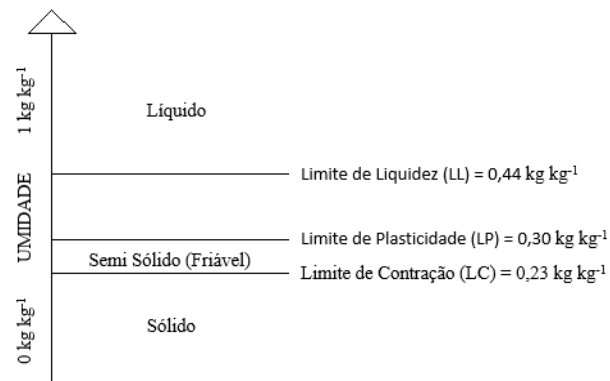 1 kg kg⁻¹
Líquido
Limite de Liquidez (LL) = 0,44 kg kg⁻¹
UMIDADE
Limite de Plasticidade (LP) = 0,30 kg kg⁻¹
Semi Sólido (Friável)
Limite de Contração (LC) = 0,23 kg kg⁻¹
Sólido
0 kg kg⁻¹